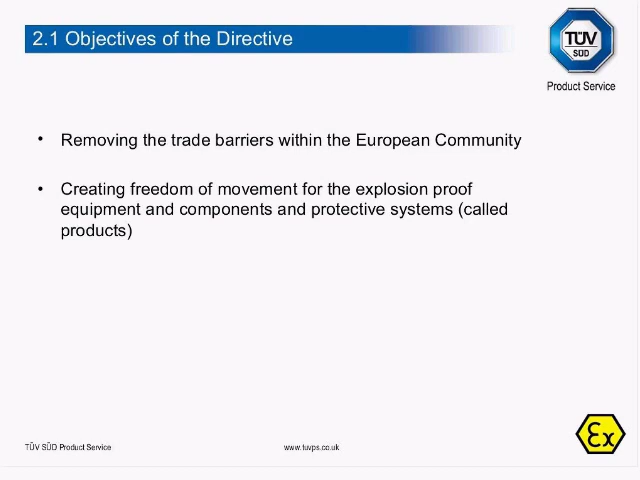 2.1 Objectives of the Directive
TÜV
SÜD
Product Service
• Removing the trade barriers within the European Community
• Creating freedom of movement for the explosion proof
equipment and components and protective systems (called
products)
TÜV SÜD Product Service
www.tuvps.co.uk
Ex